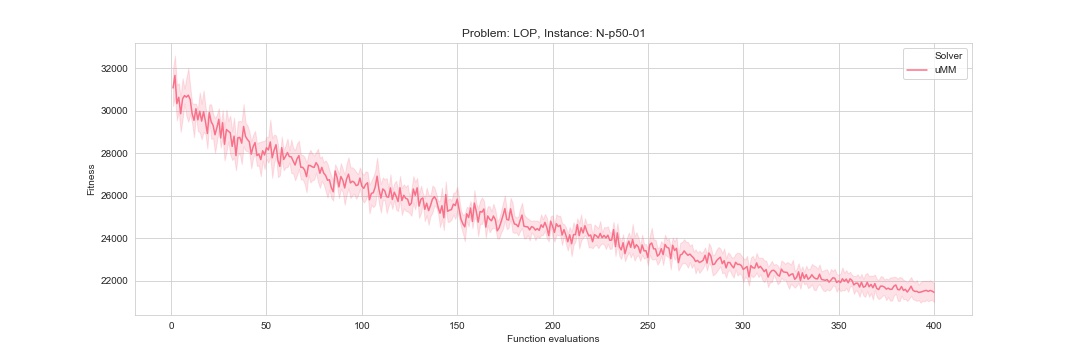 Problem: LOP, Instance: N-p50-01
Solver
uMM
Fitness
32000
30000
28000
26000
24000
22000
0 50 100 150 200 250 300 350 400
Function evaluations